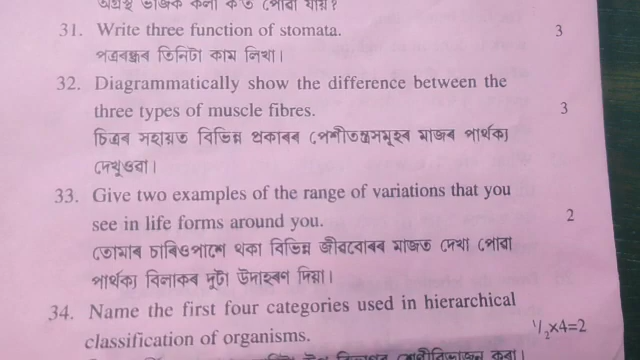 31. Write three function of stomata. 3
পত্ৰৰন্ধ্ৰৰ তিনিটা কাম লিখা।
32. Diagrammatically show the difference between the
three types of muscle fibres. 3
চিত্ৰৰ সহায়ত বিভিন্ন প্ৰকাৰৰ পেশীতন্তুসমূহৰ মাজৰ পাৰ্থক্য
দেখুওৱা।
33. Give two examples of the range of variations that you
see in life forms around you. 2
তোমাৰ চাৰিওপাশে থকা বিভিন্ন জীৱবোৰৰ মাজত দেখা পোৱা
পাৰ্থক্য বিলাকৰ দুটা উদাহৰণ দিয়া।
34. Name the first four categories used in hierarchical
classification of organisms. 1/2×4=2